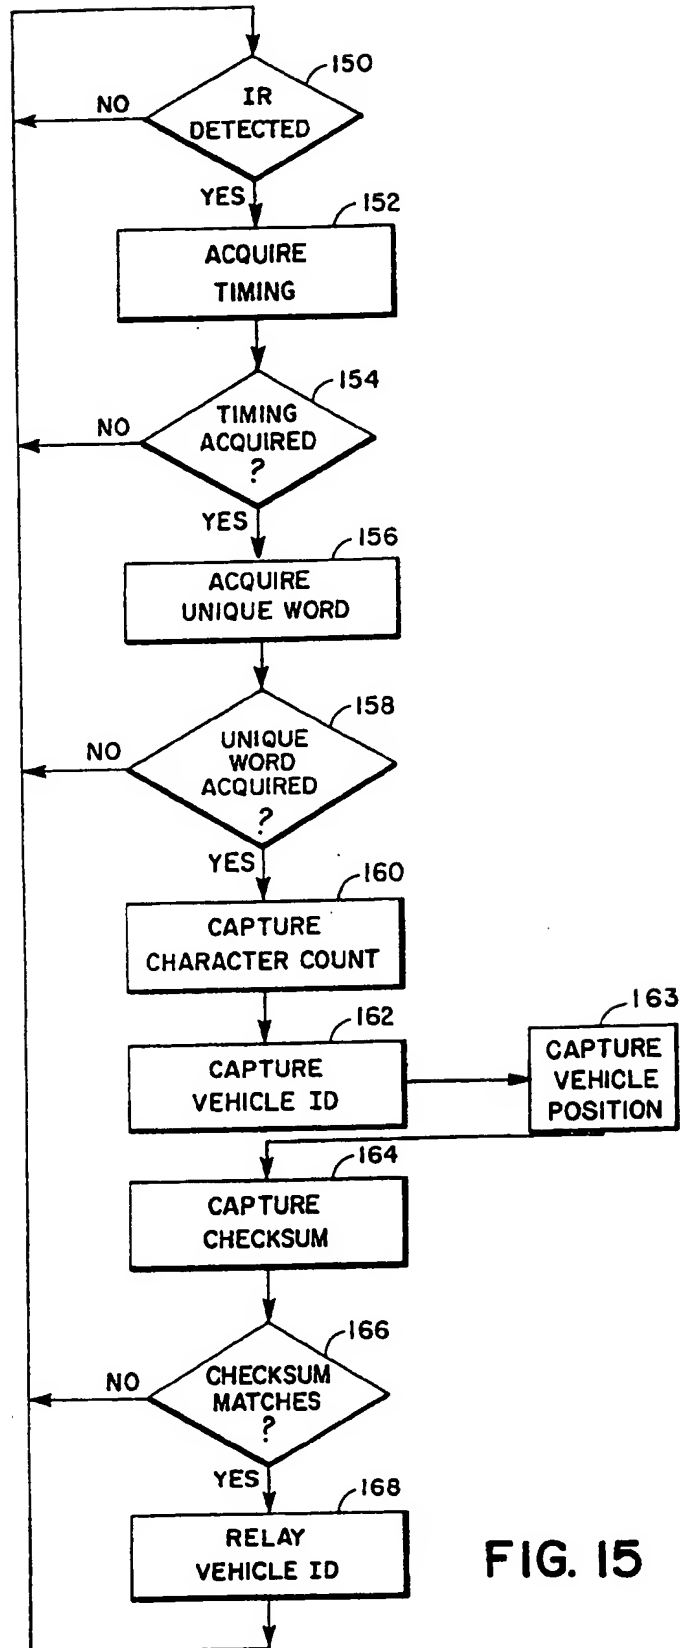 150
IR
DETECTED
NO
YES
152
ACQUIRE
TIMING
154
TIMING
ACQUIRED
?
NO
YES
156
ACQUIRE
UNIQUE WORD
158
UNIQUE
WORD
ACQUIRED
?
NO
YES
160
CAPTURE
CHARACTER COUNT
162
CAPTURE
VEHICLE ID
163
CAPTURE
VEHICLE
POSITION
164
CAPTURE
CHECKSUM
166
CHECKSUM
MATCHES
?
NO
YES
168
RELAY
VEHICLE ID
FIG. 15